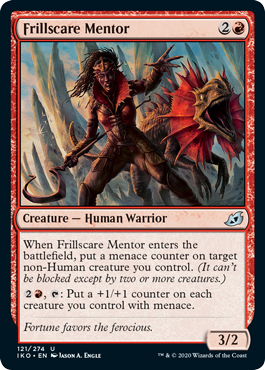 Frillscare Mentor 2
Creature — Human Warrior
When Frillscare Mentor enters the
battlefield, put a menace counter on target
non-Human creature you control. (It can't
be blocked except by two or more creatures.)
2, : Put a +1/+1 counter on each
creature you control with menace.
Fortune favors the ferocious.
3/2
121/274 U
IKO • EN Jason A. Engle
™ & © 2020 Wizards of the Coast